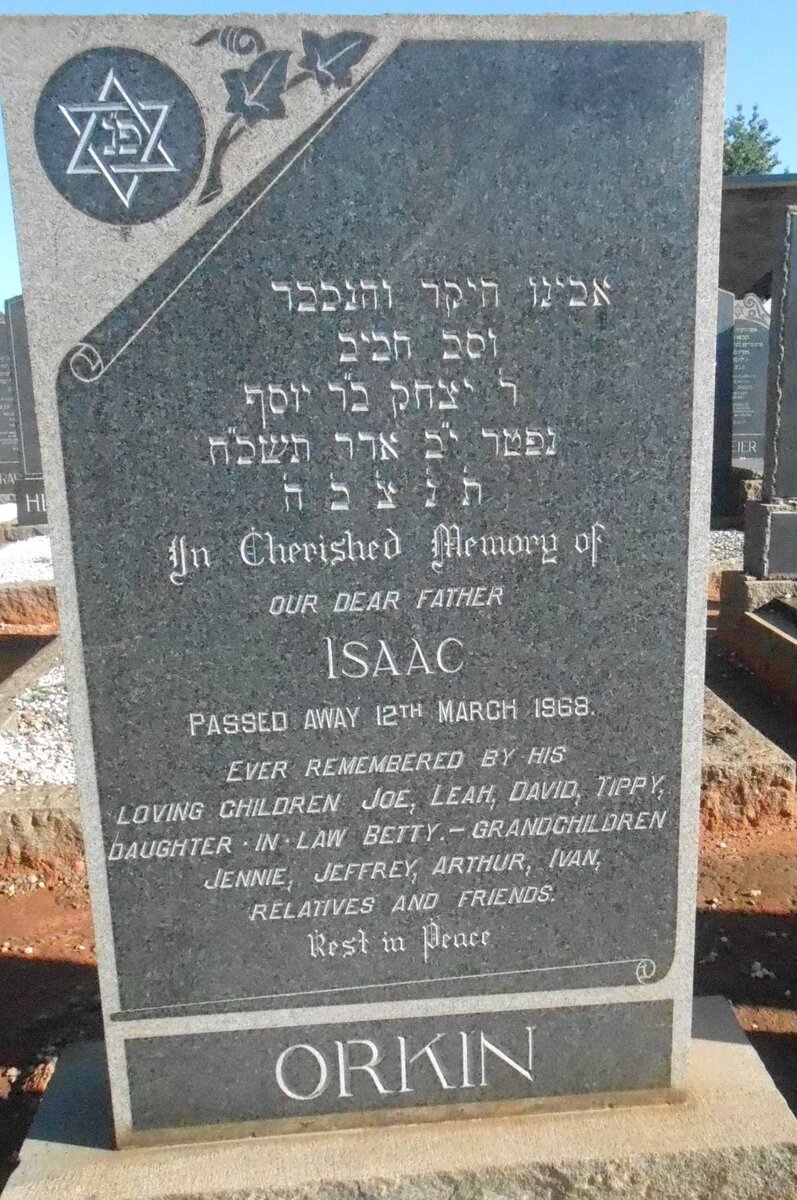 פ"נ
אבינו היקר והנכבד
וסב חביב
ר' יצחק ב"ר יוסף
נפטר י"ב אדר תשכ"ח
ת נ צ ב ה
In Cherished Memory of
OUR DEAR FATHER
ISAAC
PASSED AWAY 12TH MARCH 1968.
EVER REMEMBERED BY HIS
LOVING CHILDREN JOE, LEAH, DAVID, TIPPY,
DAUGHTER-IN-LAW BETTY.— GRANDCHILDREN
JENNIE, JEFFREY, ARTHUR, IVAN,
RELATIVES AND FRIENDS.
Rest in Peace
ORKIN